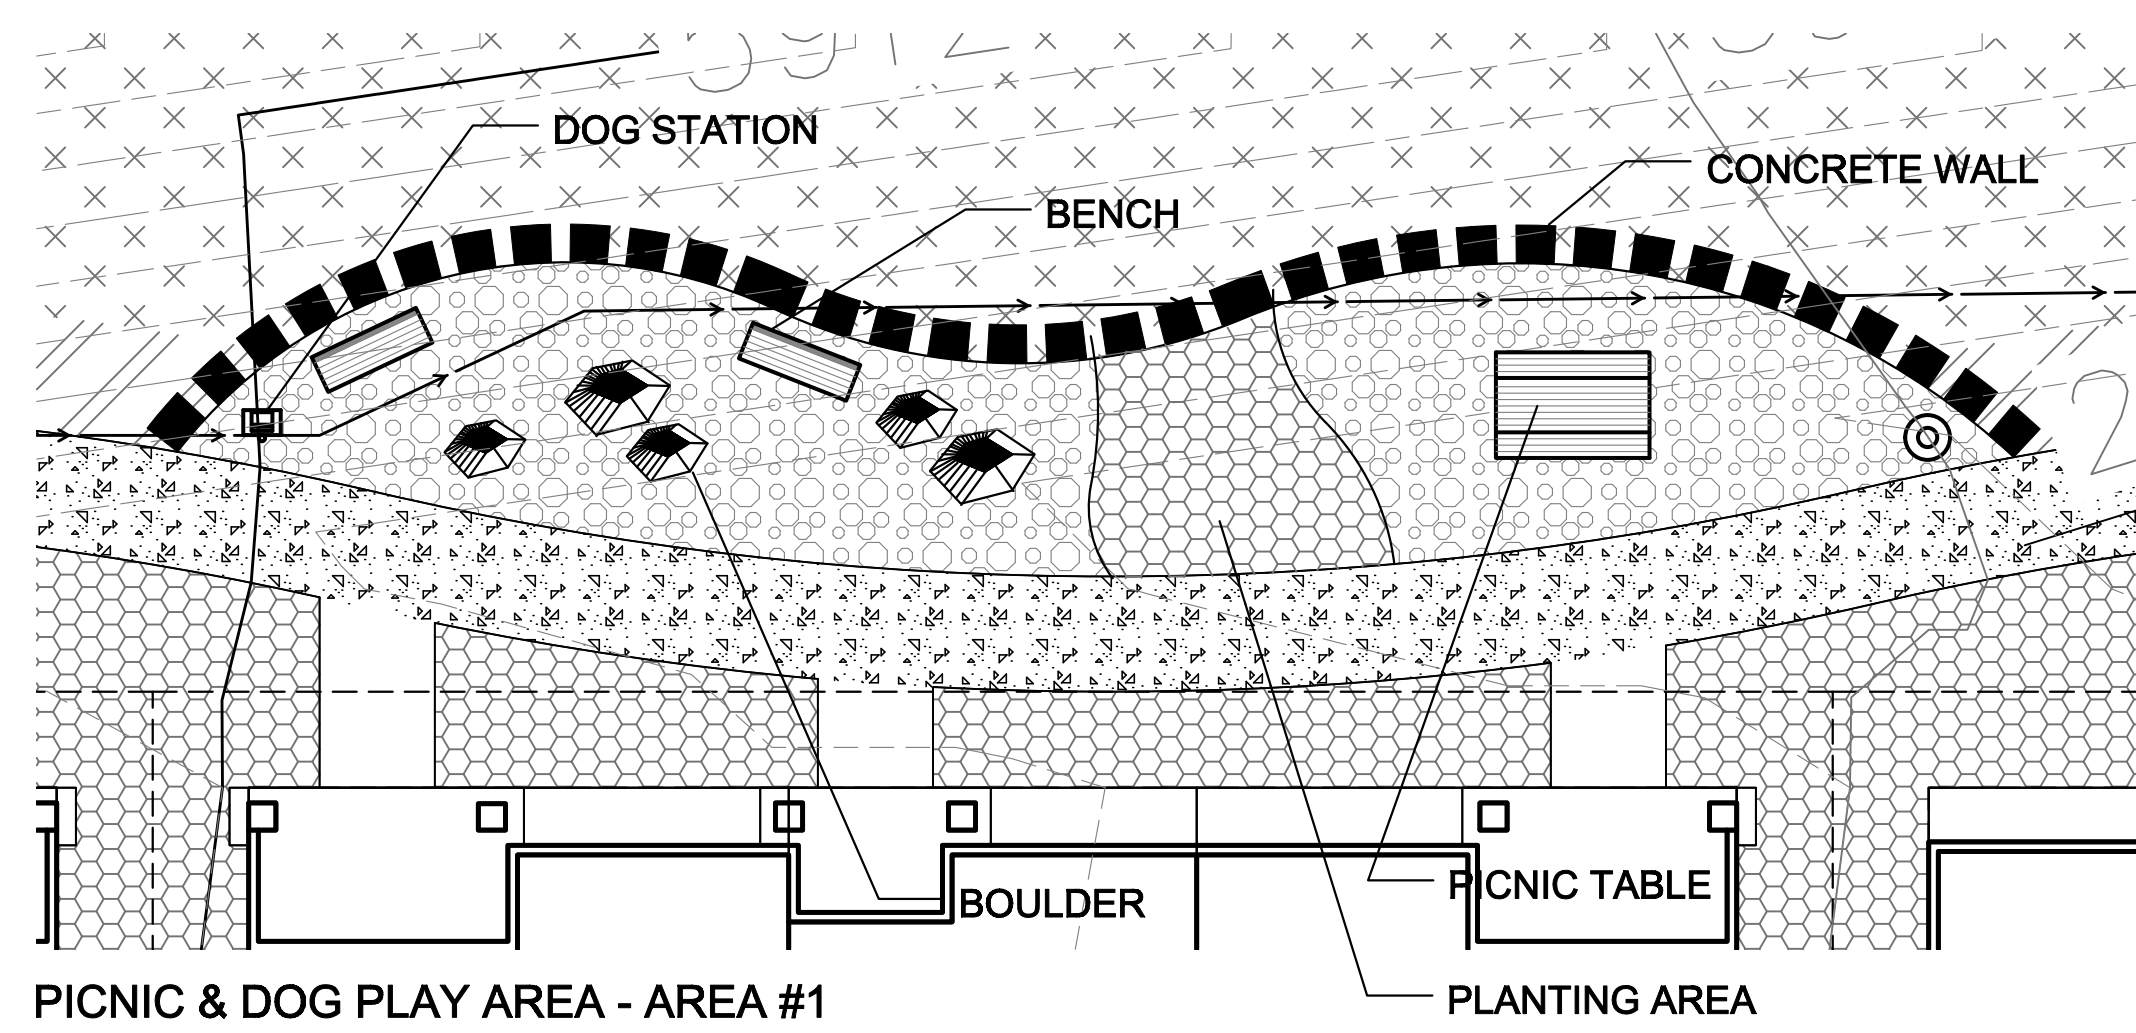 DOG STATION
CONCRETE WALL
BENCH
PICNIC TABLE
BOULDER
PLANTING AREA
PICNIC & DOG PLAY AREA - AREA #1